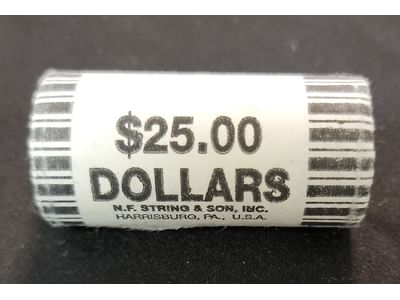 $25.00
DOLLARS
N.F. STRING & SON, INC.
HARRISBURG, PA., U.S.A.